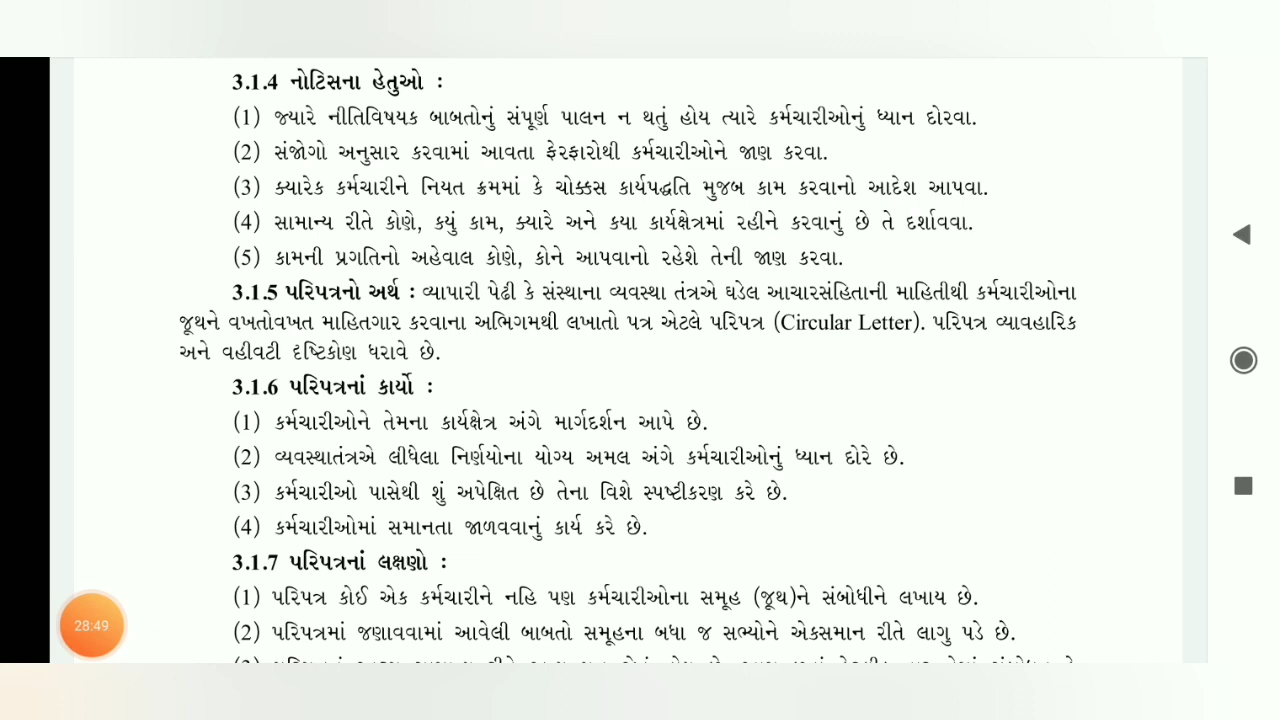 3.1.4 નોટિસના હેતુઓ :
(1) જ્યારે નીતિવિષયક બાબતોનું સંપૂર્ણ પાલન ન થતું હોય ત્યારે કર્મચારીઓનું ધ્યાન દોરવા.
(2) સંજોગો અનુસાર કરવામાં આવતા ફેરફારોથી કર્મચારીઓને જાણ કરવા.
(3) ક્યારેક કર્મચારીને નિયત ક્રમમાં કે ચોક્કસ કાર્યપદ્ધતિ મુજબ કામ કરવાનો આદેશ આપવા.
(4) સામાન્ય રીતે કોણે, કયું કામ, ક્યારે અને કયા કાર્યક્ષેત્રમાં રહીને કરવાનું છે તે દર્શાવવા.
(5) કામની પ્રગતિનો અહેવાલ કોણે, કોને આપવાનો રહેશે તેની જાણ કરવા.
3.1.5 પરિપત્રનો અર્થ : વ્યાપારી પેઢી કે સંસ્થાના વ્યવસ્થા તંત્રએ ઘડેલ આચારસંહિતાની માહિતીથી કર્મચારીઓના
જૂથને વખતોવખત માહિતગાર કરવાના અભિગમથી લખાતો પત્ર એટલે પરિપત્ર (Circular Letter). પરિપત્ર વ્યાવહારિક
અને વહીવટી દૃષ્ટિકોણ ધરાવે છે.
3.1.6 પરિપત્રનાં કાર્યો :
(1) કર્મચારીઓને તેમના કાર્યક્ષેત્ર અંગે માર્ગદર્શન આપે છે.
(2) વ્યવસ્થાતંત્રએ લીધેલા નિર્ણયોના યોગ્ય અમલ અંગે કર્મચારીઓનું ધ્યાન દોરે છે.
(3) કર્મચારીઓ પાસેથી શું અપેક્ષિત છે તેના વિશે સ્પષ્ટીકરણ કરે છે.
(4) કર્મચારીઓમાં સમાનતા જાળવવાનું કાર્ય કરે છે.
3.1.7 પરિપત્રનાં લક્ષણો :
(1) પરિપત્ર કોઈ એક કર્મચારીને નહિ પણ કર્મચારીઓના સમૂહ (જૂથ)ને સંબોધીને લખાય છે.
28:49
(2) પરિપત્રમાં જણાવવામાં આવેલી બાબતો સમૂહના બધા જ સભ્યોને એકસમાન રીતે લાગુ પડે છે.